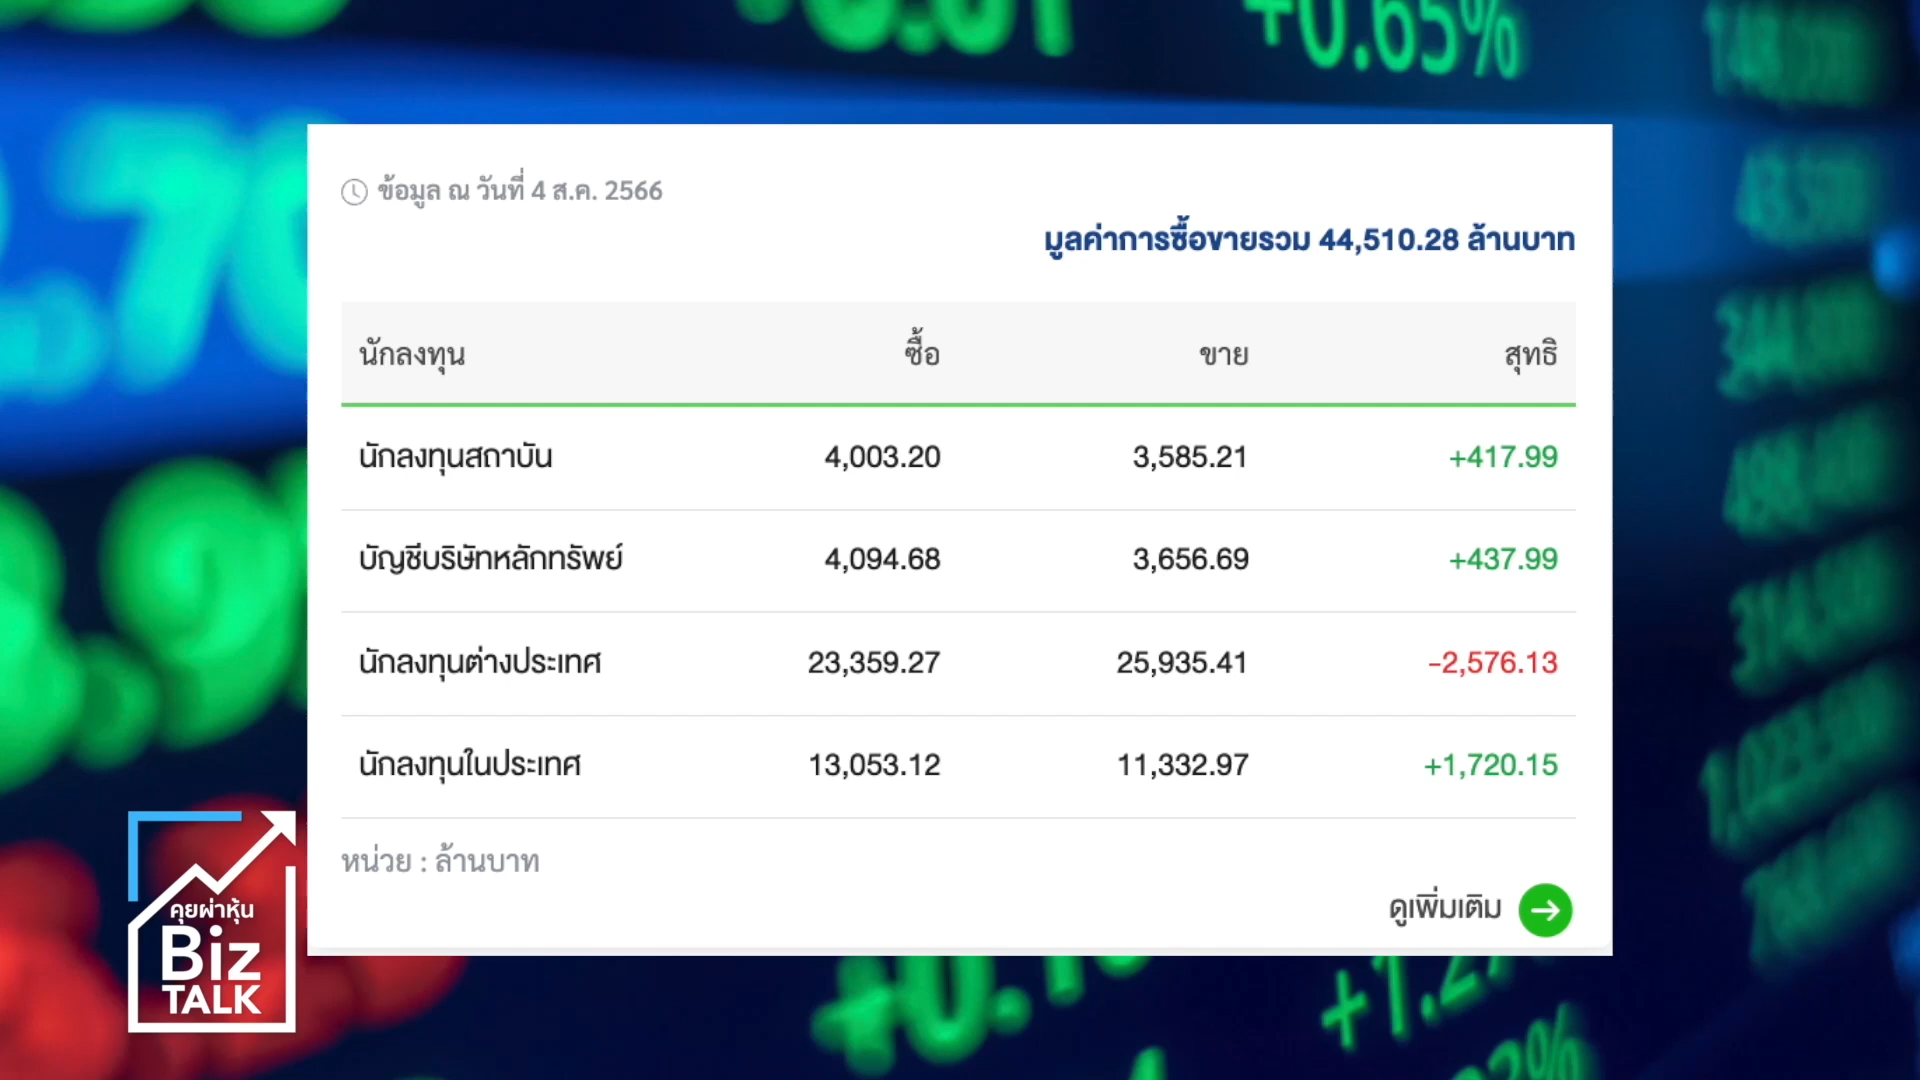 +0.65%
ข้อมูล ณ วันที่ 4 ส.ค. 2566
มูลค่าการซื้อขายรวม 44,510.28 ล้านบาท
นักลงทุน ซื้อ ขาย สุทธิ
นักลงทุนสถาบัน 4,003.20 3,585.21 +417.99
บัญชีบริษัทหลักทรัพย์ 4,094.68 3,656.69 +437.99
นักลงทุนต่างประเทศ 23,359.27 25,935.41 -2,576.13
นักลงทุนในประเทศ 13,053.12 11,332.97 +1,720.15
หน่วย : ล้านบาท
ดูเพิ่มเติม
คุยผ่าหุ้น
Biz
TALK